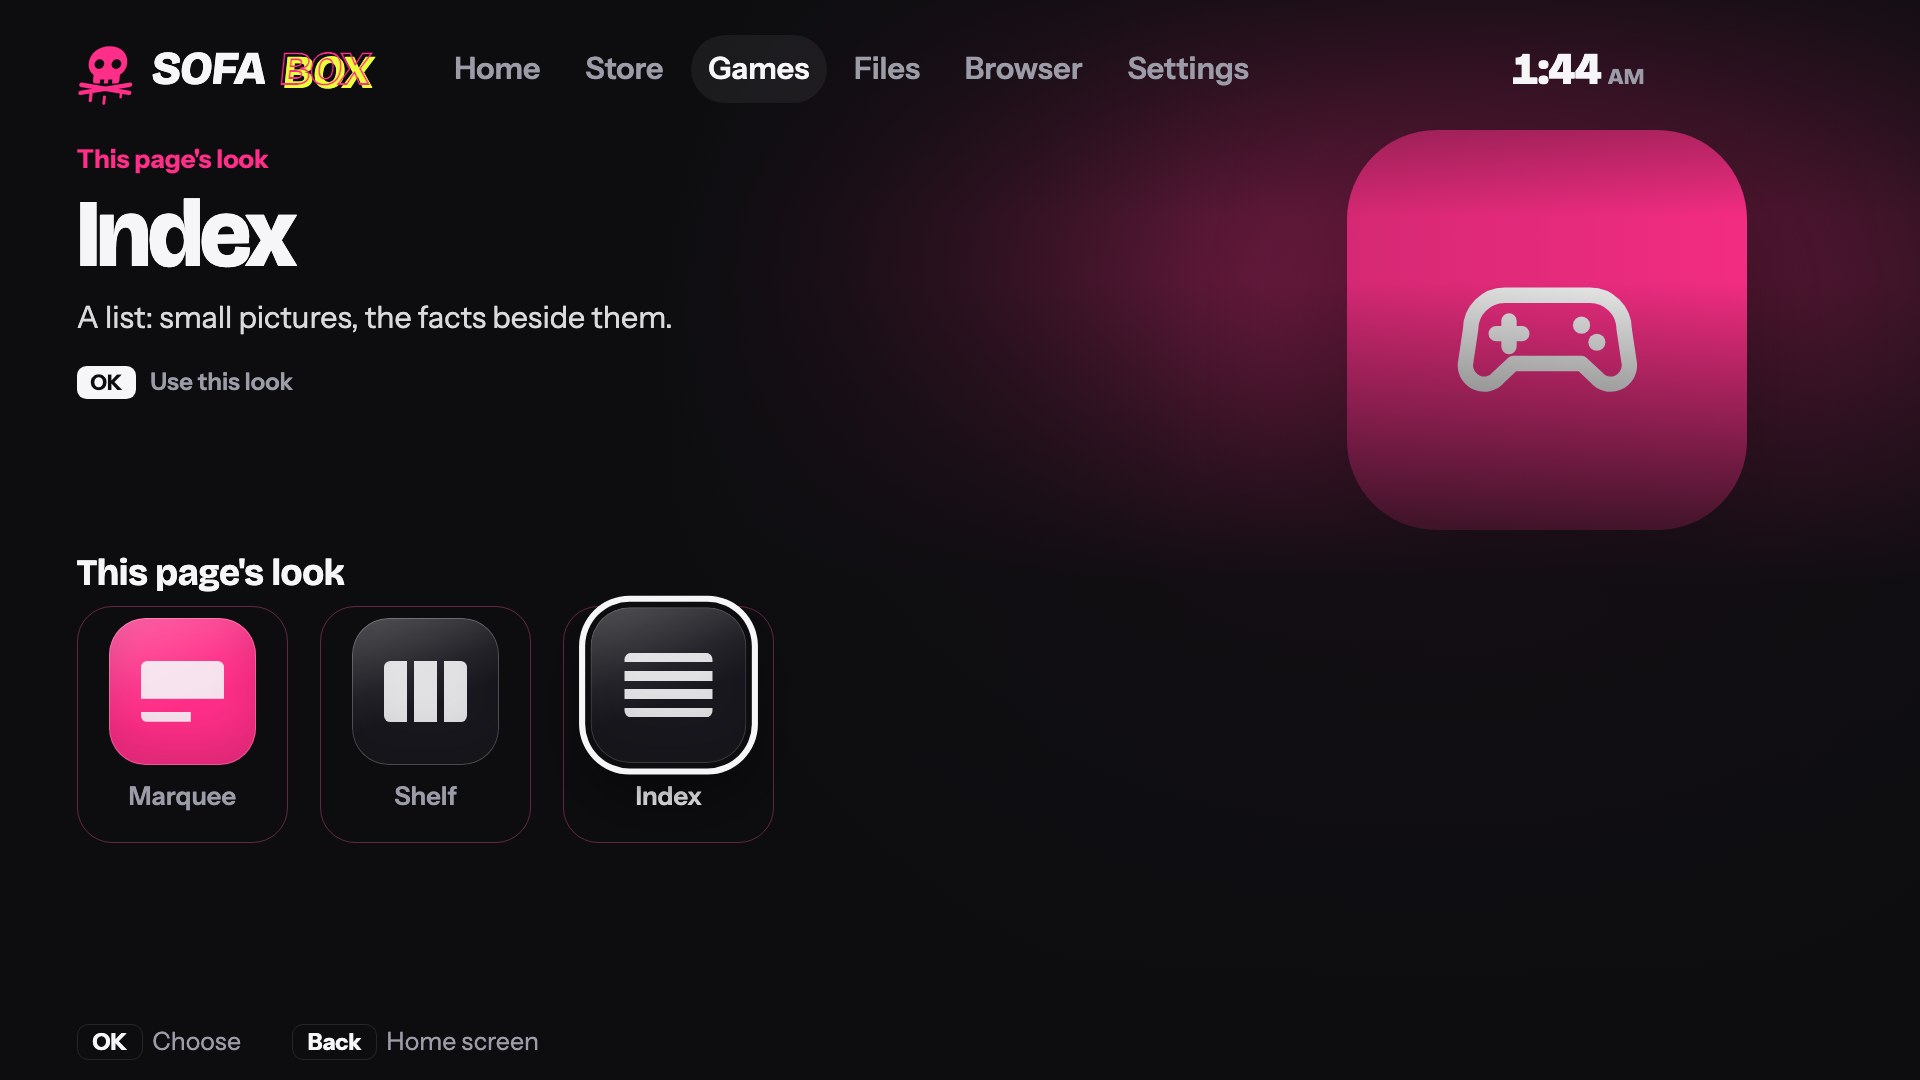 SOFA BOX
Home
Store
Games
Files
Browser
Settings
1:44 AM
This page's look
Index
A list: small pictures, the facts beside them.
OK Use this look
This page's look
Marquee
Shelf
Index
OK Choose
Back Home screen